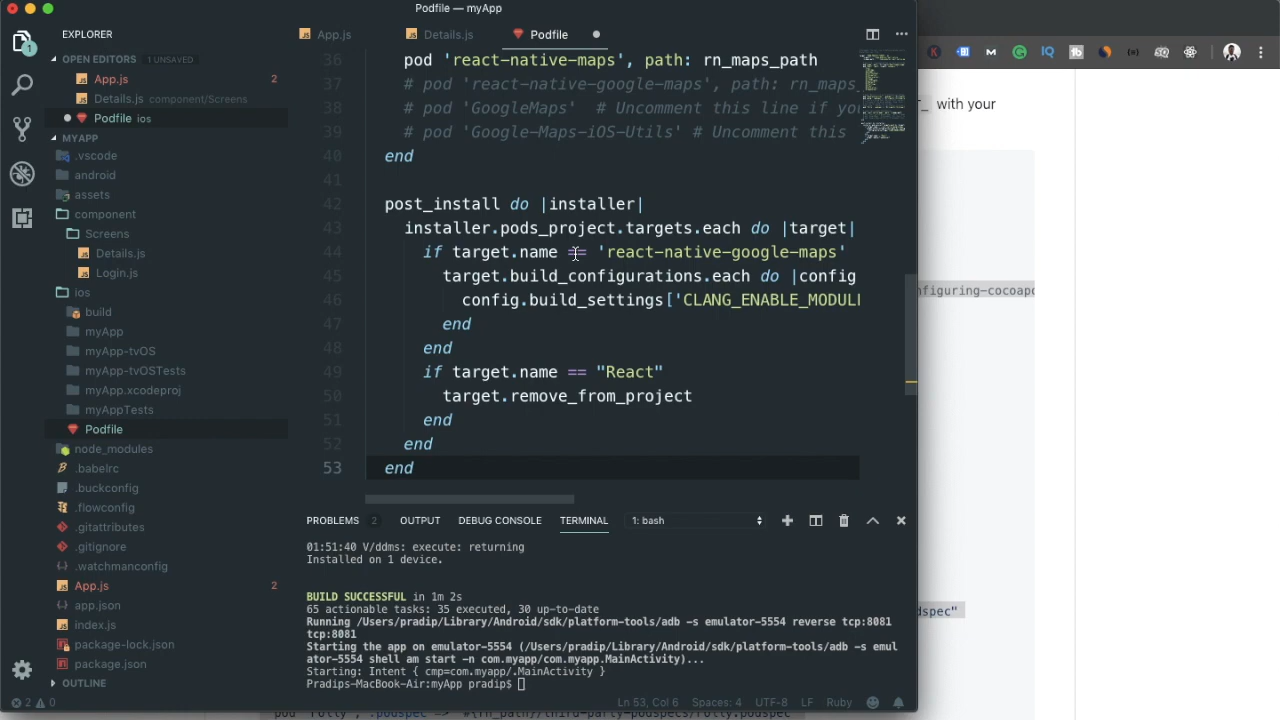 Podfile — myApp
EXPLORER
OPEN EDITORS 1 UNSAVED
App.js 2
Details.js component/Screens
Podfile ios
MYAPP
.vscode
android
assets
component
Screens
Details.js
Login.js
ios
build
myApp
myApp-tvOS
myApp-tvOSTests
myApp.xcodeproj
myAppTests
Podfile
node_modules
.babelrc
.buckconfig
.flowconfig
.gitattributes
.gitignore
.watchmanconfig
App.js 2
app.json
index.js
package-lock.json
package.json
OUTLINE
App.js Details.js Podfile
36 pod 'react-native-maps', path: rn_maps_path
37 # pod 'react-native-google-maps', path: rn_maps_
38 # pod 'GoogleMaps' # Uncomment this line if yo
39 # pod 'Google-Maps-iOS-Utils' # Uncomment this
40 end
41
42 post_install do |installer|
43 installer.pods_project.targets.each do |target|
44 if target.name == 'react-native-google-maps'
45 target.build_configurations.each do |config
46 config.build_settings['CLANG_ENABLE_MODUL
47 end
48 end
49 if target.name == "React"
50 target.remove_from_project
51 end
52 end
53 end
PROBLEMS 2 OUTPUT DEBUG CONSOLE TERMINAL 1: bash
01:51:40 V/ddms: execute: returning
Installed on 1 device.
BUILD SUCCESSFUL in 1m 2s
65 actionable tasks: 35 executed, 30 up-to-date
Running /Users/pradip/Library/Android/sdk/platform-tools/adb -s emulator-5554 reverse tcp:8081
tcp:8081
Starting the app on emulator-5554 (/Users/pradip/Library/Android/sdk/platform-tools/adb -s emul
ator-5554 shell am start -n com.myapp/com.myapp.MainActivity)...
Starting: Intent { cmp=com.myapp/.MainActivity }
Pradips-MacBook-Air:myApp pradip$
2 0 Ln 53, Col 6 Spaces: 4 UTF-8 LF Ruby
_ with your
nfiguring-cocoapo
odspec"